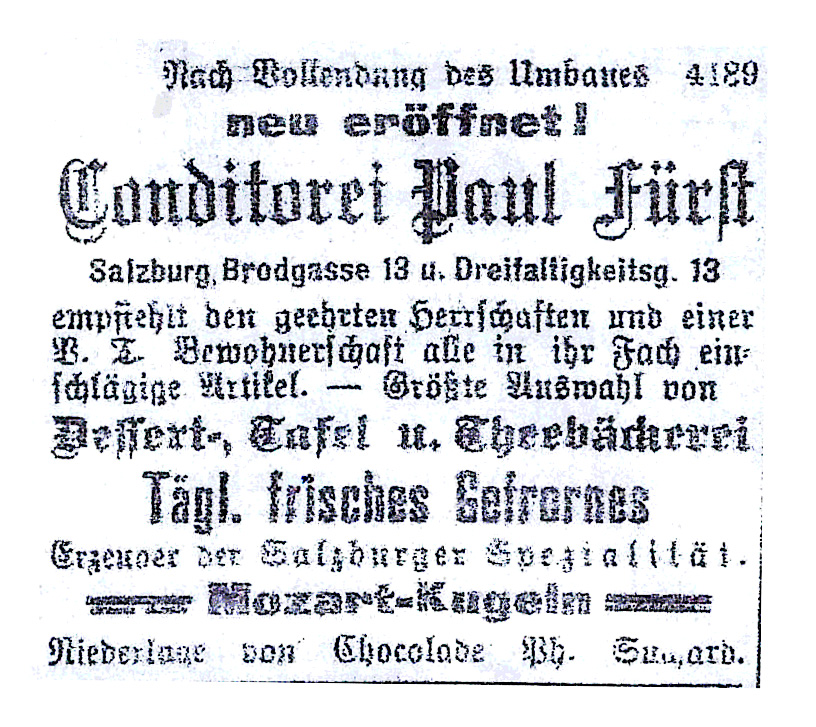 Nach Vollendung des Umbaues 4189
neu eröffnet!
Conditorei Paul Fürst
Salzburg, Brodgasse 13 u. Dreifaltigkeitsg. 13
empfiehlt den geehrten Herrschaften und einer
P. T. Bewohnerschaft alle in ihr Fach ein-
schlägige Artikel. — Größte Auswahl von
Dessert-, Tafel u. Theebäckerei
Tägl. frisches Gefrornes
Erzeuger der Salzburger Spezialität.
Mozart-Kugeln
Niederlage von Chocolade Ph. Suchard.